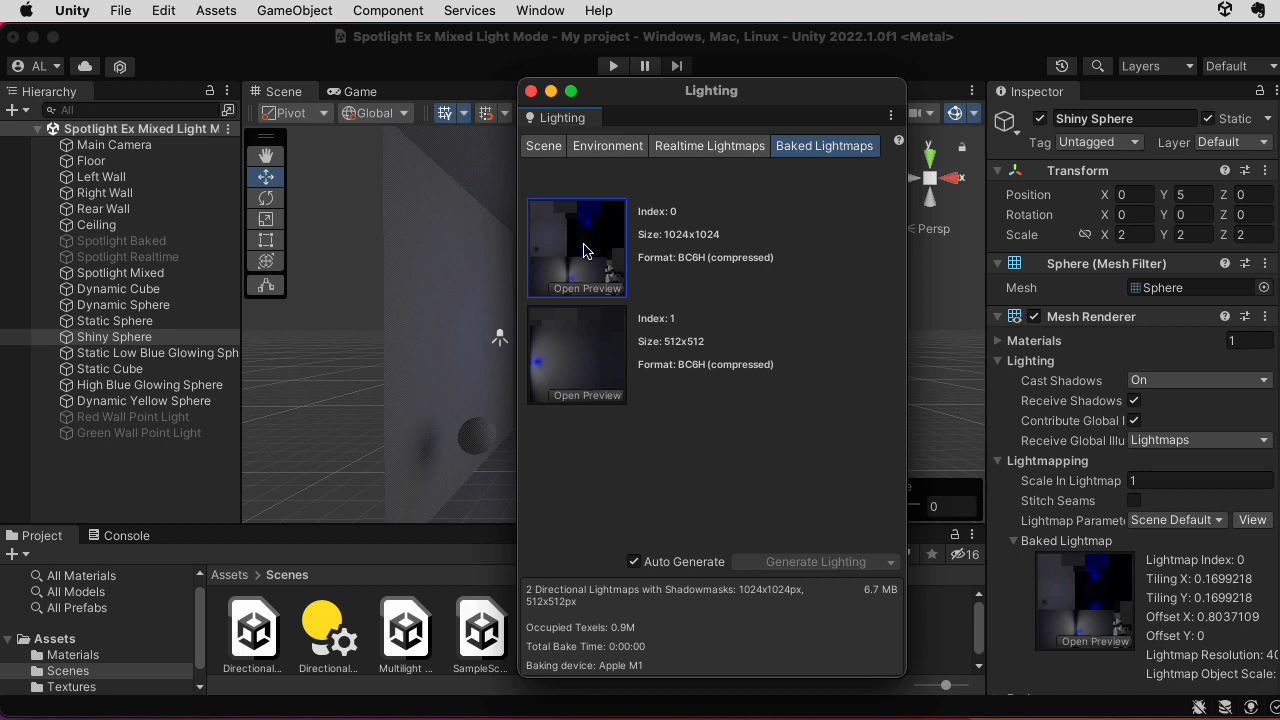 Unity File Edit Assets GameObject Component Services Window Help
Spotlight Ex Mixed Light Mode - My project - Windows, Mac, Linux - Unity 2022.1.0f1 <Metal>
AL Layers Default
Hierarchy
All
Spotlight Ex Mixed Light M
Main Camera
Floor
Left Wall
Right Wall
Rear Wall
Ceiling
Spotlight Baked
Spotlight Realtime
Spotlight Mixed
Dynamic Cube
Dynamic Sphere
Static Sphere
Shiny Sphere
Static Low Blue Glowing Sph
Static Cube
High Blue Glowing Sphere
Dynamic Yellow Sphere
Red Wall Point Light
Green Wall Point Light
Scene Game
Pivot Global
y
x
Persp
0
Lighting
Lighting
Scene Environment Realtime Lightmaps Baked Lightmaps
Index: 0
Size: 1024x1024
Format: BC6H (compressed)
Open Preview
Index: 1
Size: 512x512
Format: BC6H (compressed)
Open Preview
Auto Generate Generate Lighting
2 Directional Lightmaps with Shadowmasks: 1024x1024px, 6.7 MB
512x512px
Occupied Texels: 0.9M
Total Bake Time: 0:00:00
Baking device: Apple M1
Inspector
Shiny Sphere Static
Tag Untagged Layer Default
Transform
Position X 0 Y 5 Z 0
Rotation X 0 Y 0 Z 0
Scale X 2 Y 2 Z 2
Sphere (Mesh Filter)
Mesh Sphere
Mesh Renderer
Materials 1
Lighting
Cast Shadows On
Receive Shadows
Contribute Global I
Receive Global Illu Lightmaps
Lightmapping
Scale In Lightmap 1
Stitch Seams
Lightmap Paramete Scene Default View
Baked Lightmap
Lightmap Index: 0
Tiling X: 0.1699218
Tiling Y: 0.1699218
Offset X: 0.8037109
Offset Y: 0
Open Preview
Lightmap Resolution: 40
Lightmap Object Scale:
Project Console
16
All Materials
All Models
All Prefabs
Assets
Materials
Scenes
Textures
Assets > Scenes
Directional... Directional... Multilight ... SampleSc...